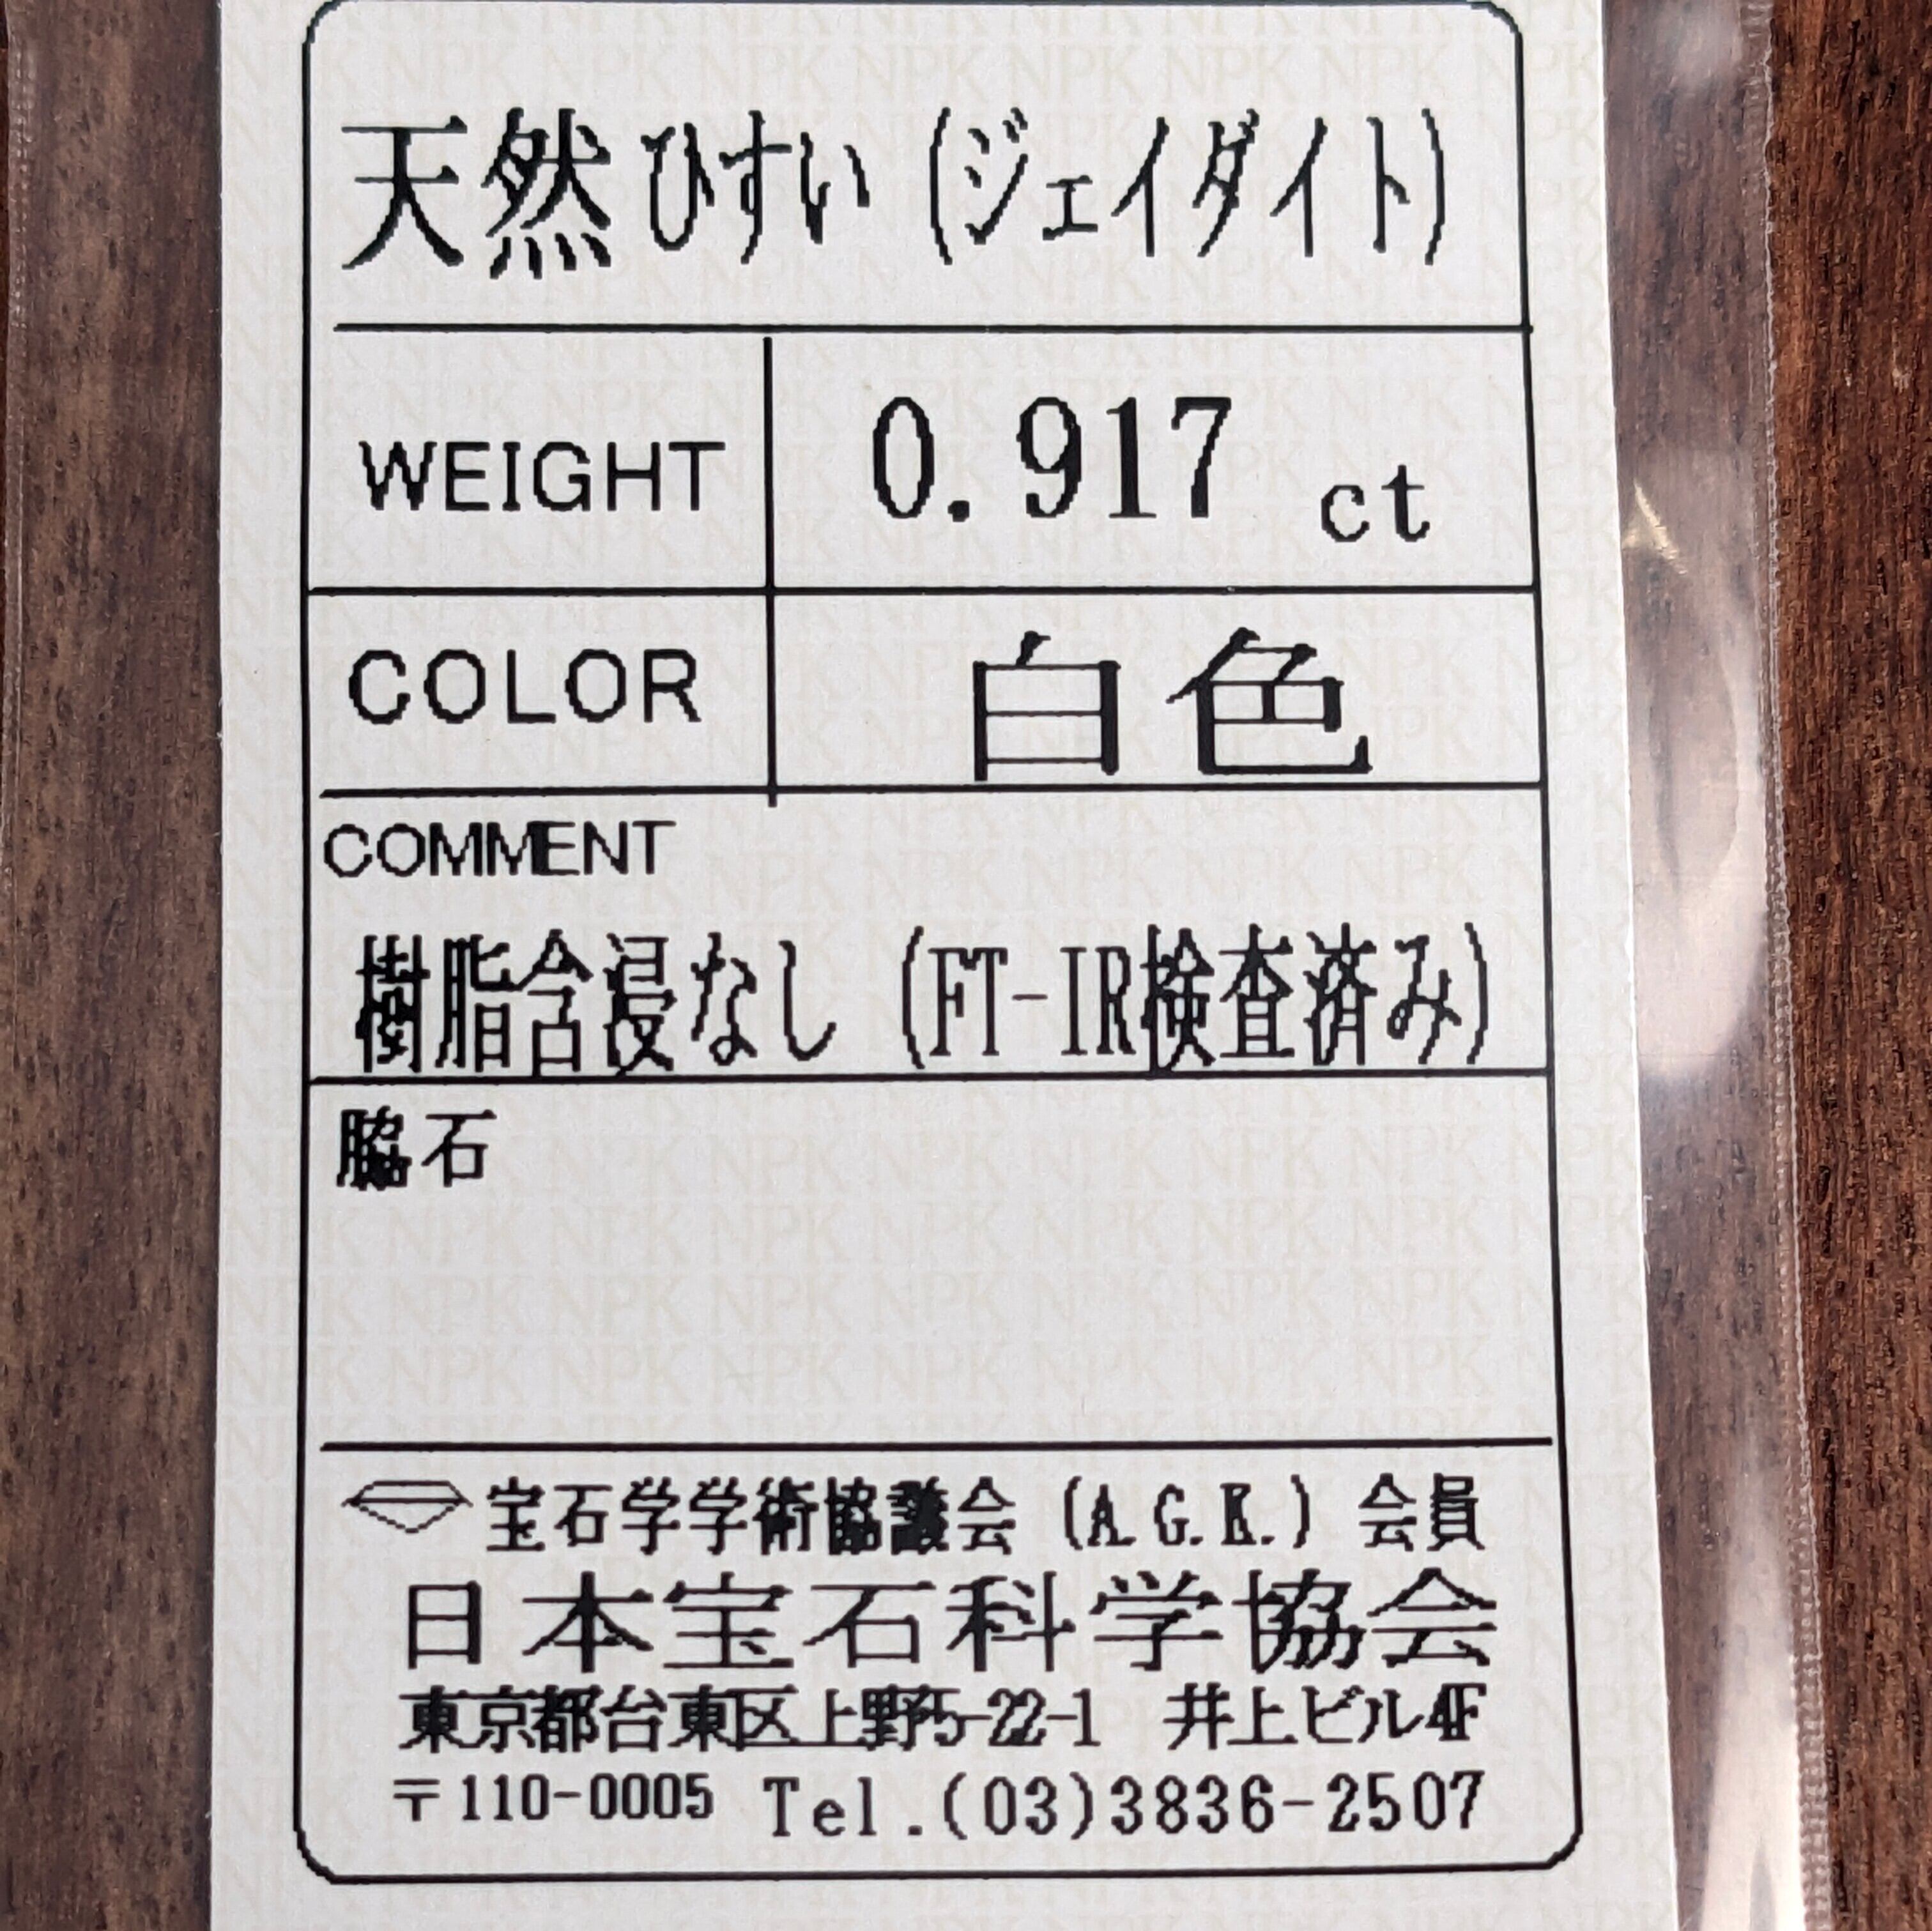 天然ひすい (ジェイダイト)
WEIGHT 0.917 ct
COLOR 白色
COMMENT
樹脂含浸なし (FT-IR検査済み)
脇石
宝石学学術協議会 (A.G.K.) 会員
日本宝石科学協会
東京都台東区上野5-22-1 井上ビル4F
〒110-0005 Tel.(03)3836-2507